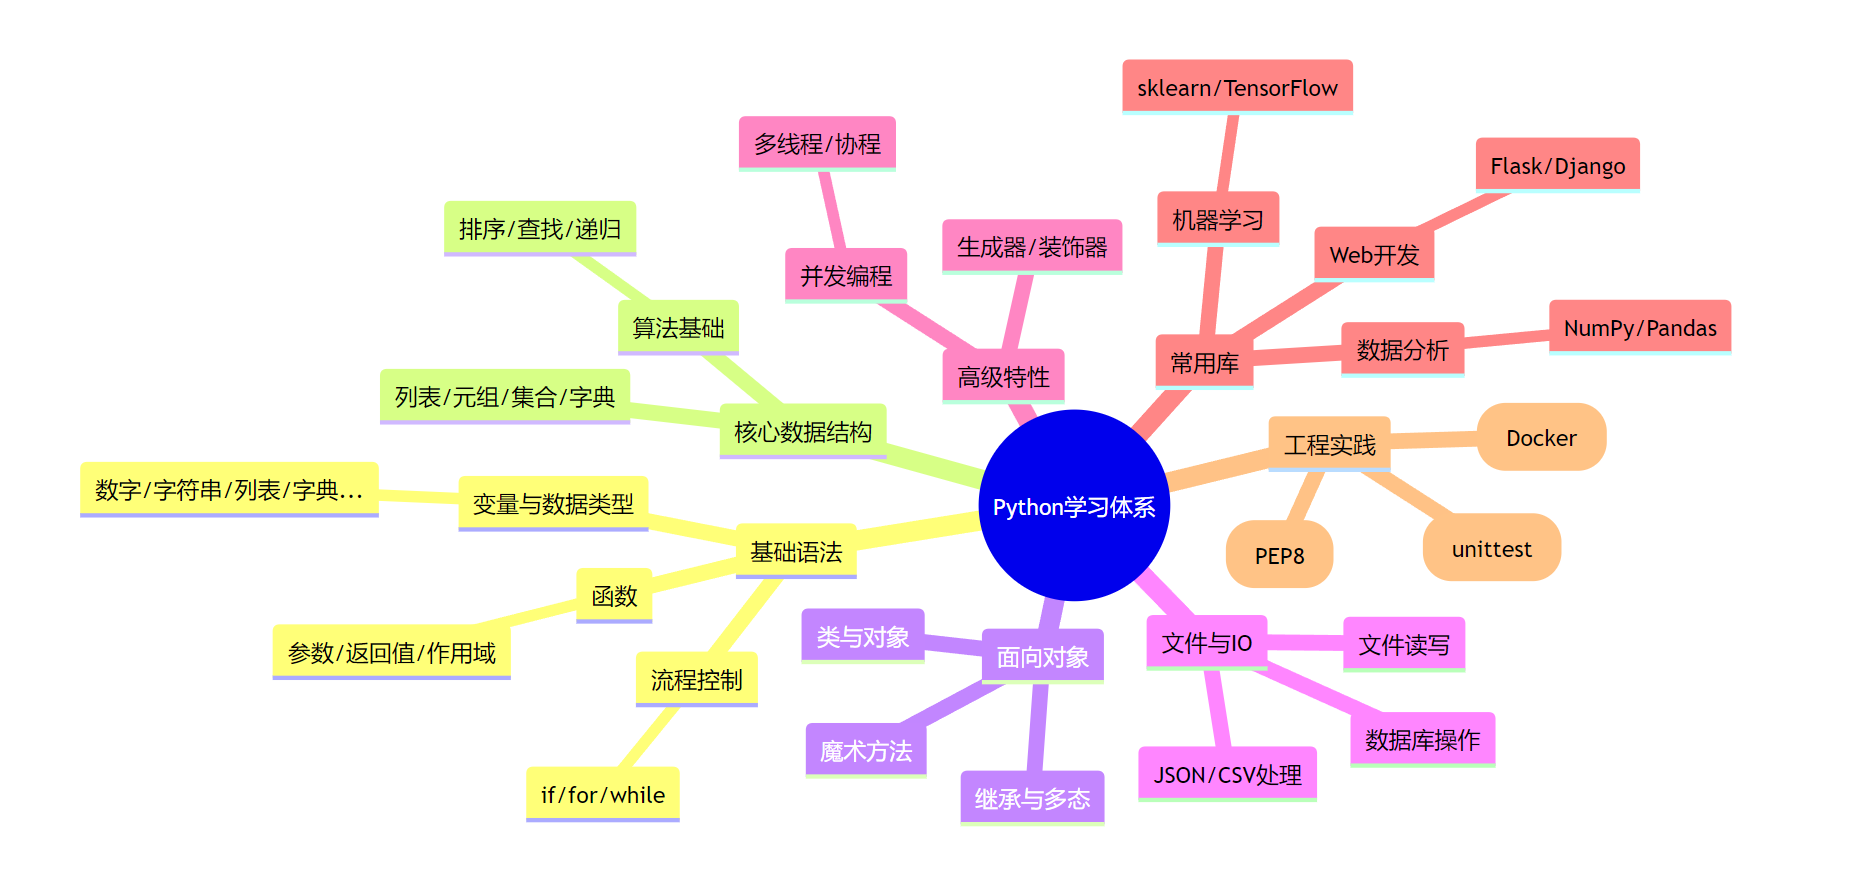 Python学习体系
基础语法
变量与数据类型
数字/字符串/列表/字典...
函数
参数/返回值/作用域
流程控制
if/for/while
核心数据结构
列表/元组/集合/字典
算法基础
排序/查找/递归
高级特性
并发编程
多线程/协程
生成器/装饰器
常用库
机器学习
sklearn/TensorFlow
Web开发
Flask/Django
数据分析
NumPy/Pandas
工程实践
Docker
PEP8
unittest
文件与IO
文件读写
数据库操作
JSON/CSV处理
面向对象
类与对象
魔术方法
继承与多态